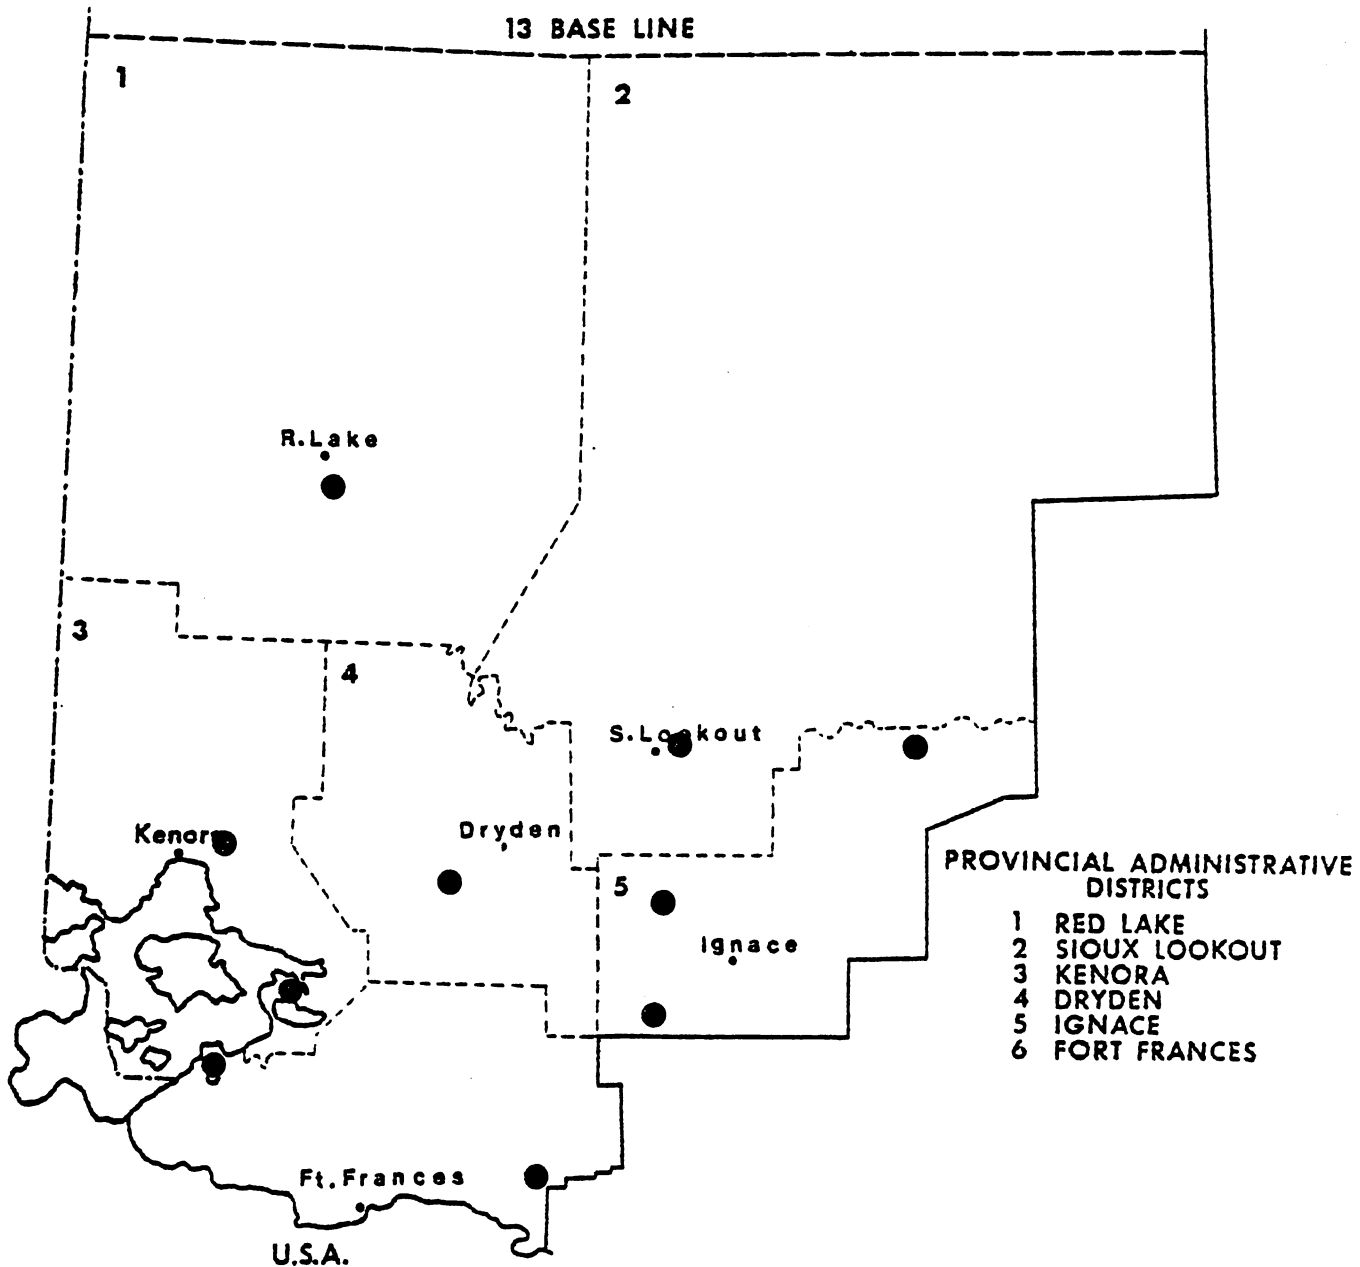 13 BASE LINE
1
2
R.Lake
3
4
S.Lookout
Kenora
Dryden
5
Ignace
PROVINCIAL ADMINISTRATIVE
DISTRICTS
1 RED LAKE
2 SIOUX LOOKOUT
3 KENORA
4 DRYDEN
5 IGNACE
6 FORT FRANCES
Ft.Frances
U.S.A.